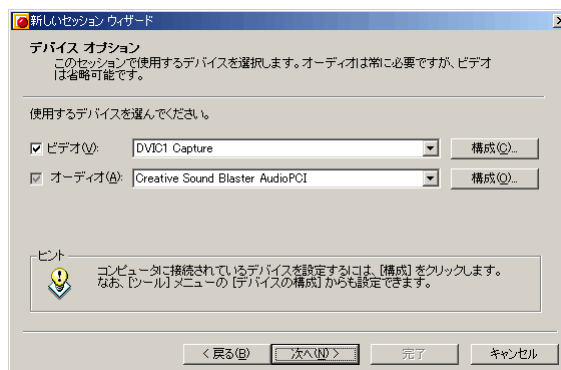 新しいセッション ウィザード
デバイス オプション
このセッションで使用するデバイスを選択します。オーディオは常に必要ですが、ビデオ
は省略可能です。
使用するデバイスを選んでください。
ビデオ(V): DVIC1 Capture 構成(C)...
オーディオ(A): Creative Sound Blaster AudioPCI 構成(O)...
ヒント
コンピュータに接続されているデバイスを設定するには、[構成] をクリックします。
なお、[ツール] メニューの [デバイスの構成] からも設定できます。
< 戻る(B) 次へ(N) > 完了 キャンセル